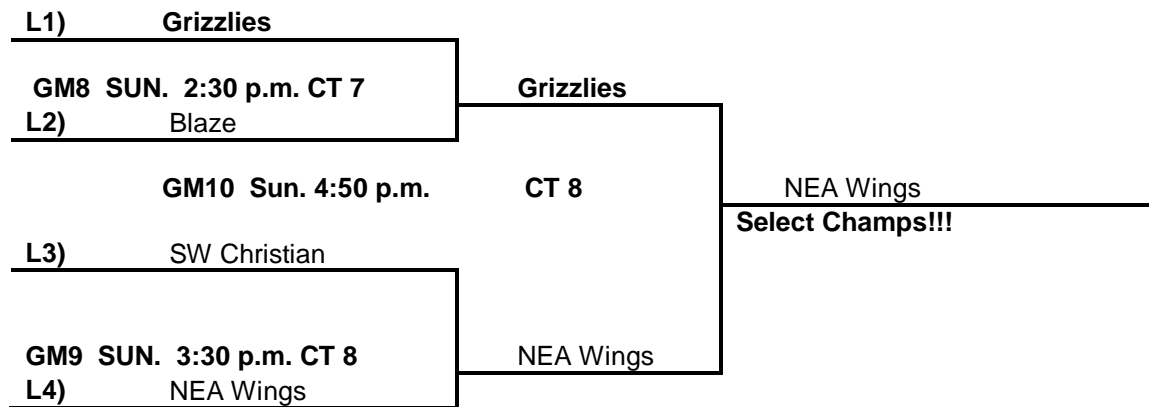 L1) Grizzlies
GM8 SUN. 2:30 p.m. CT 7 Grizzlies
L2) Blaze
GM10 Sun. 4:50 p.m. CT 8 NEA Wings
Select Champs!!!
L3) SW Christian
GM9 SUN. 3:30 p.m. CT 8 NEA Wings
L4) NEA Wings